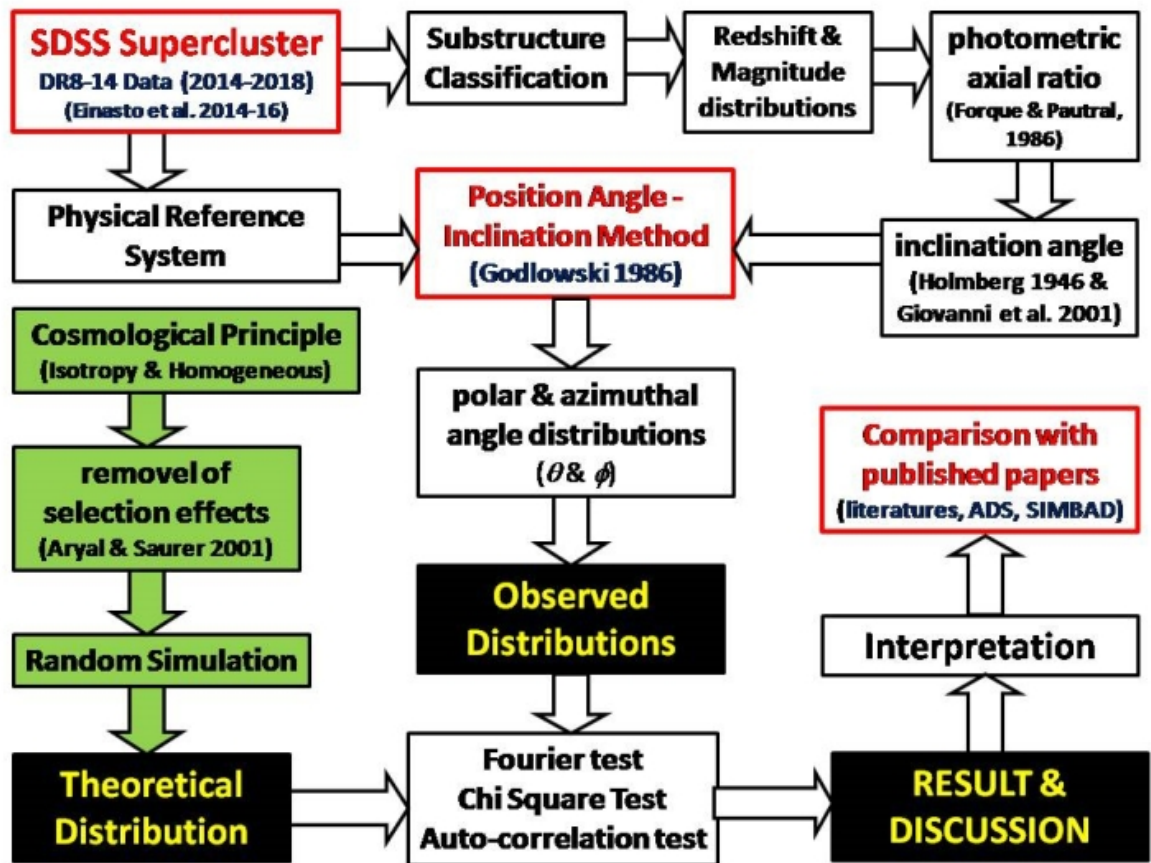 SDSS Supercluster
DR8-14 Data (2014-2018)
(Einasto et al. 2014-16)
Substructure
Classification
Redshift &
Magnitude
distributions
photometric
axial ratio
(Forque & Pautral,
1986)
Physical Reference
System
Position Angle -
Inclination Method
(Godlowski 1986)
inclination angle
(Holmberg 1946 &
Giovanni et al. 2001)
Cosmological Principle
(Isotropy & Homogeneous)
polar & azimuthal
angle distributions
(θ & ϕ)
Comparison with
published papers
(literatures, ADS, SIMBAD)
removel of
selection effects
(Aryal & Saurer 2001)
Observed
Distributions
Interpretation
Random Simulation
Theoretical
Distribution
Fourier test
Chi Square Test
Auto-correlation test
RESULT &
DISCUSSION